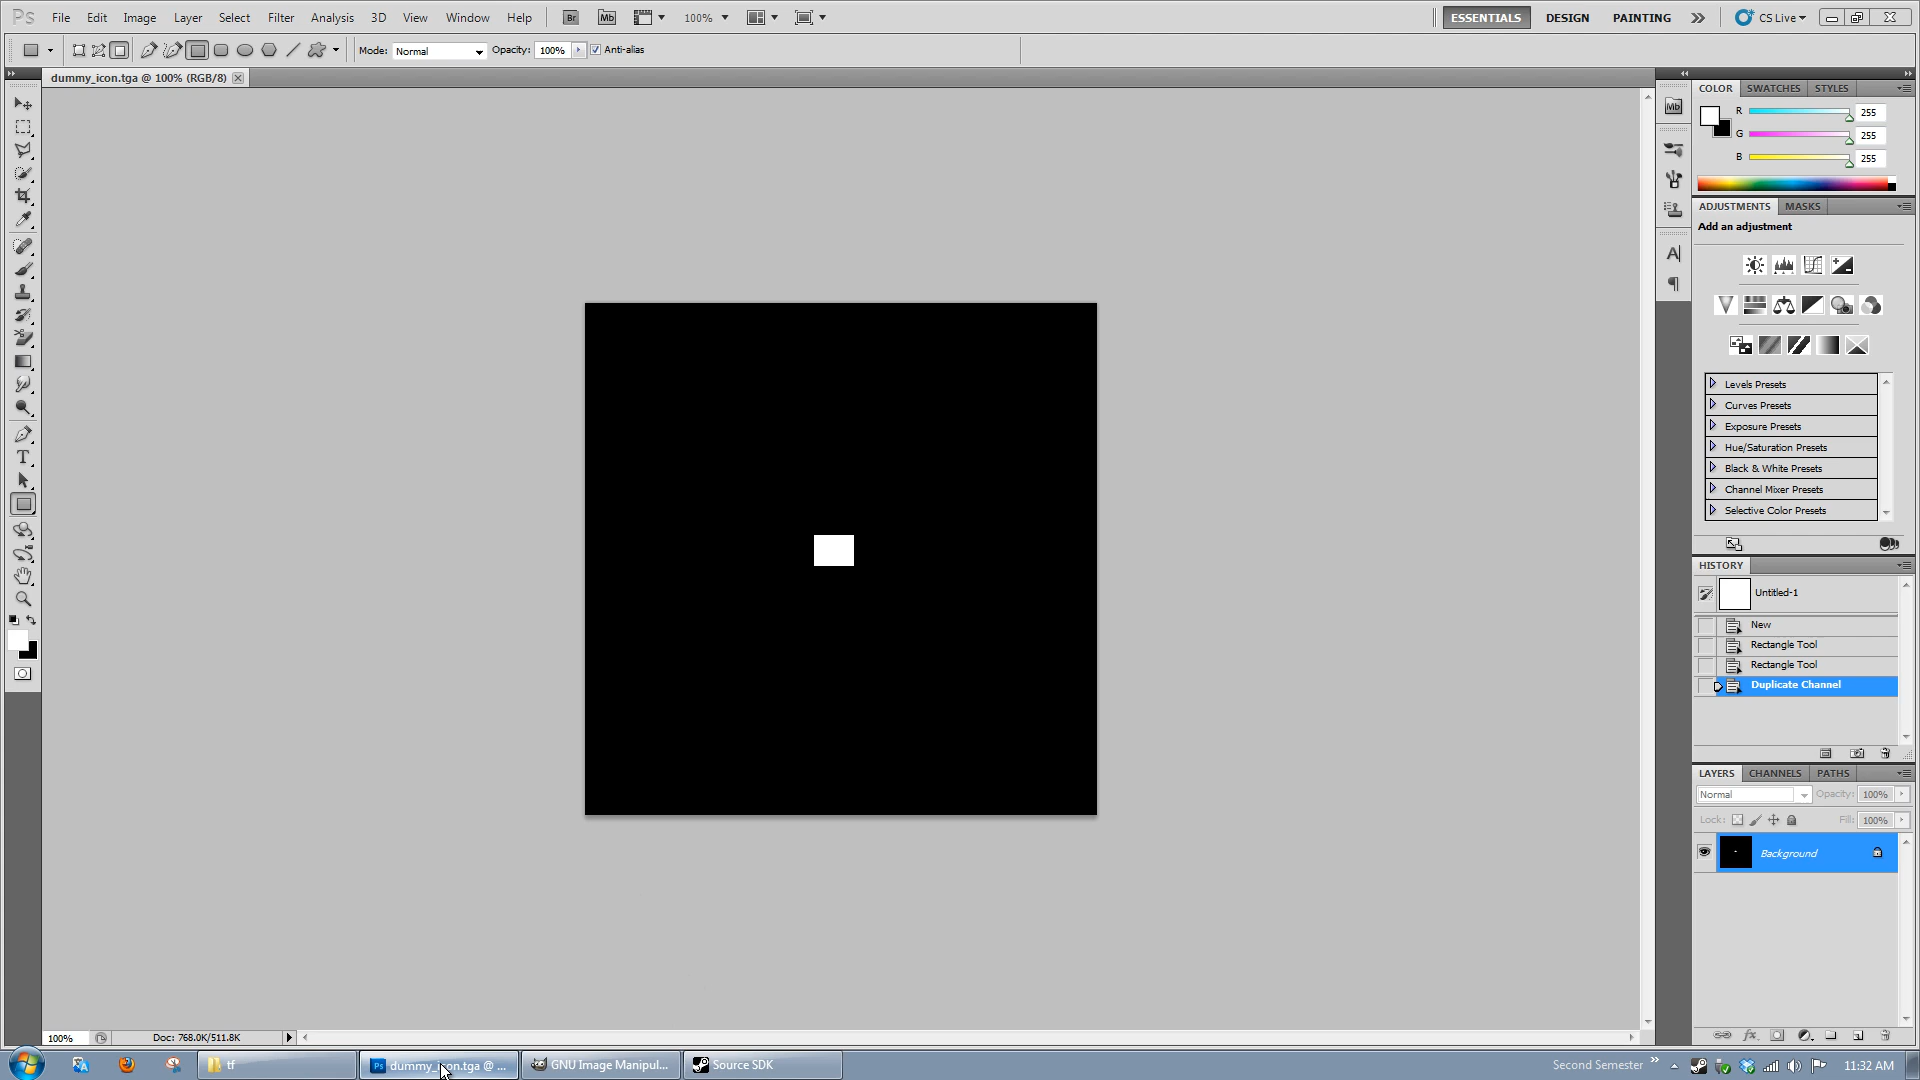 Ps File Edit Image Layer Select Filter Analysis 3D View Window Help Br Mb 100% ESSENTIALS DESIGN PAINTING CS Live
Mode: Normal Opacity: 100% Anti-alias
dummy_icon.tga @ 100% (RGB/8)
COLOR SWATCHES STYLES
Mb
R 255
G 255
B 255
ADJUSTMENTS MASKS
Add an adjustment
Levels Presets
Curves Presets
Exposure Presets
Hue/Saturation Presets
Black & White Presets
Channel Mixer Presets
Selective Color Presets
HISTORY
Untitled-1
New
Rectangle Tool
Rectangle Tool
Duplicate Channel
LAYERS CHANNELS PATHS
Normal Opacity: 100%
Lock: Fill: 100%
Background
100% Doc: 768.0K/511.8K
tf Ps dummy_icon.tga @ ... GNU Image Manipul... Source SDK Second Semester 11:32 AM